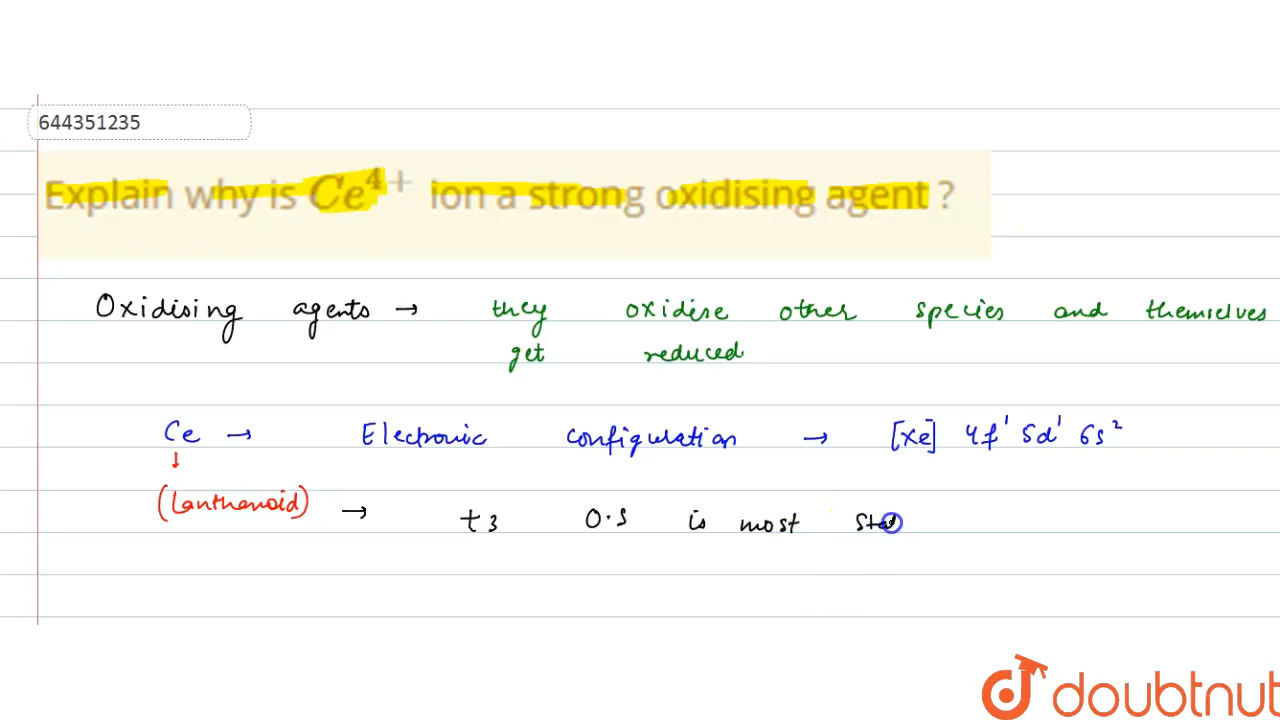 644351235
Explain why is Ce⁴⁺ ion a strong oxidising agent ?
Oxidising agents → they oxidise other species and themselves
get reduced
Ce → Electronic configuration → [Xe] 4f¹ 5d¹ 6s²
↓
(Lanthanoid) → +3 O.S is most sta
doubtnut